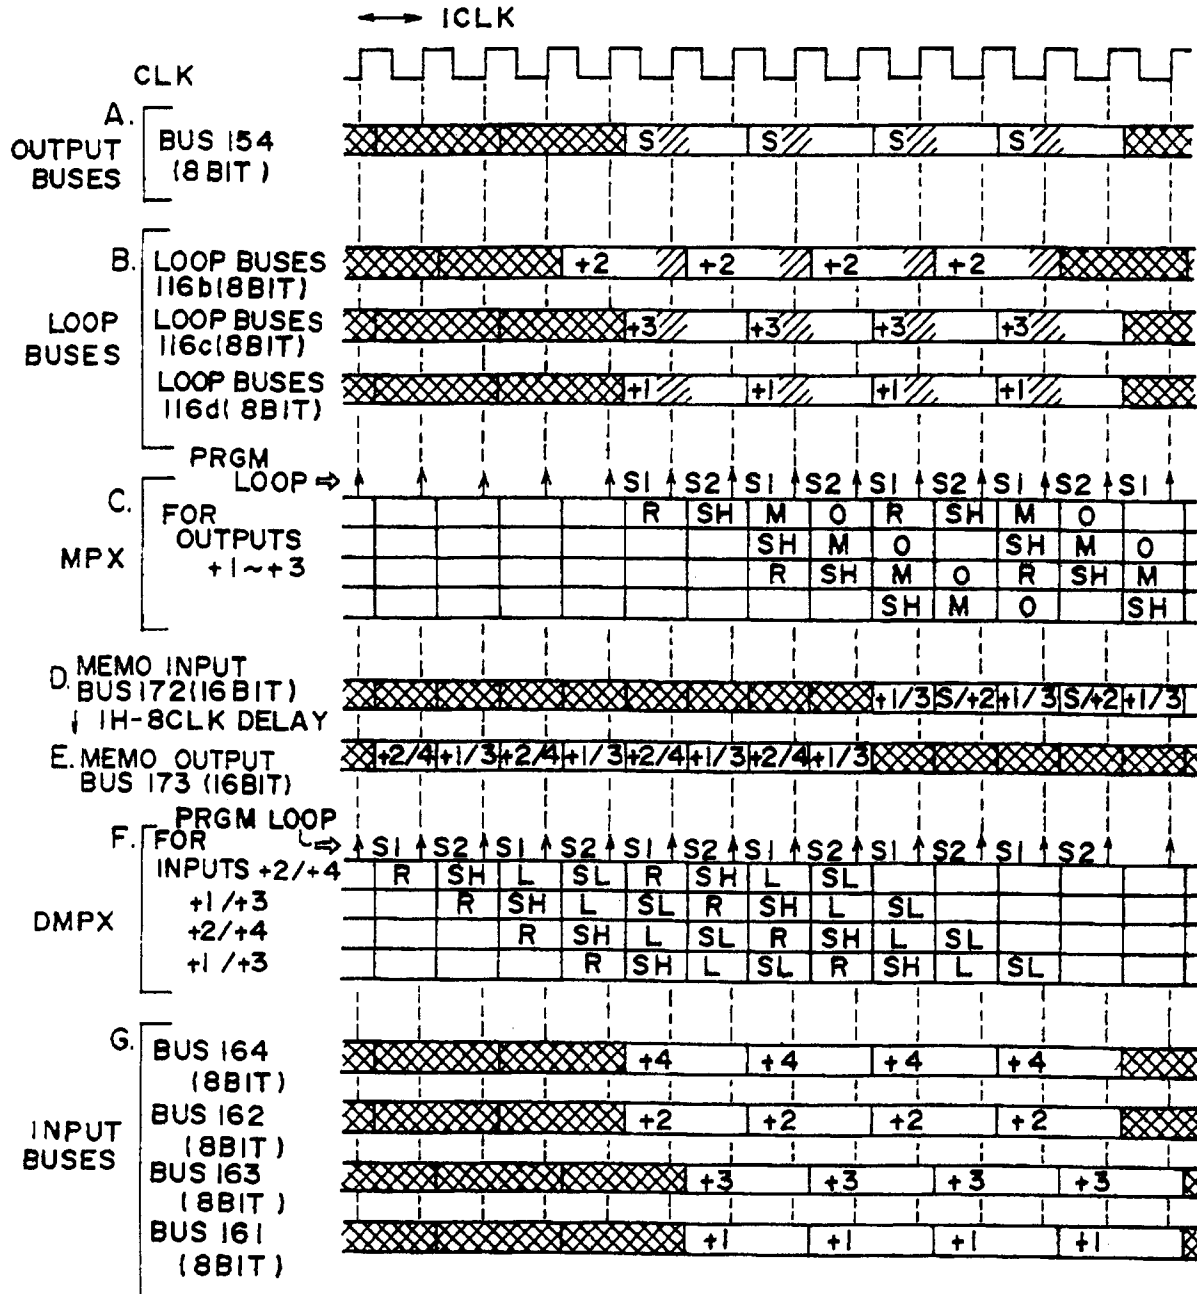 1CLK
CLK
A.
OUTPUT
BUSES
BUS 154
(8BIT)
S S S S
B.
LOOP BUSES
116b(8BIT)
+2 +2 +2 +2
LOOP
BUSES
LOOP BUSES
116c(8BIT)
+3 +3 +3 +3
LOOP BUSES
116d(8BIT)
+1 +1 +1 +1
PRGM
LOOP ⇨ S1 S2 S1 S2 S1 S2 S1 S2 S1
C.
MPX
FOR
OUTPUTS
+1~+3
R SH M O R SH M O
SH M O SH M O
R SH M O R SH M
SH M O SH
D. MEMO INPUT
BUS 172(16BIT)
+1/3 S/+2 +1/3 S/+2 +1/3
↓ 1H-8CLK DELAY
E. MEMO OUTPUT
BUS 173 (16BIT)
+2/4 +1/3 +2/4 +1/3 +2/4 +1/3 +2/4 +1/3
PRGM LOOP
S1 S2 S1 S2 S1 S2 S1 S2 S1 S2 S1 S2
F.
DMPX
FOR
INPUTS +2/+4 R SH L SL R SH L SL
+1/+3 R SH L SL R SH L SL
+2/+4 R SH L SL R SH L SL
+1/+3 R SH L SL R SH L SL
G.
INPUT
BUSES
BUS 164
(8BIT)
+4 +4 +4 +4
BUS 162
(8BIT)
+2 +2 +2 +2
BUS 163
(8BIT)
+3 +3 +3 +3
BUS 161
(8BIT)
+1 +1 +1 +1